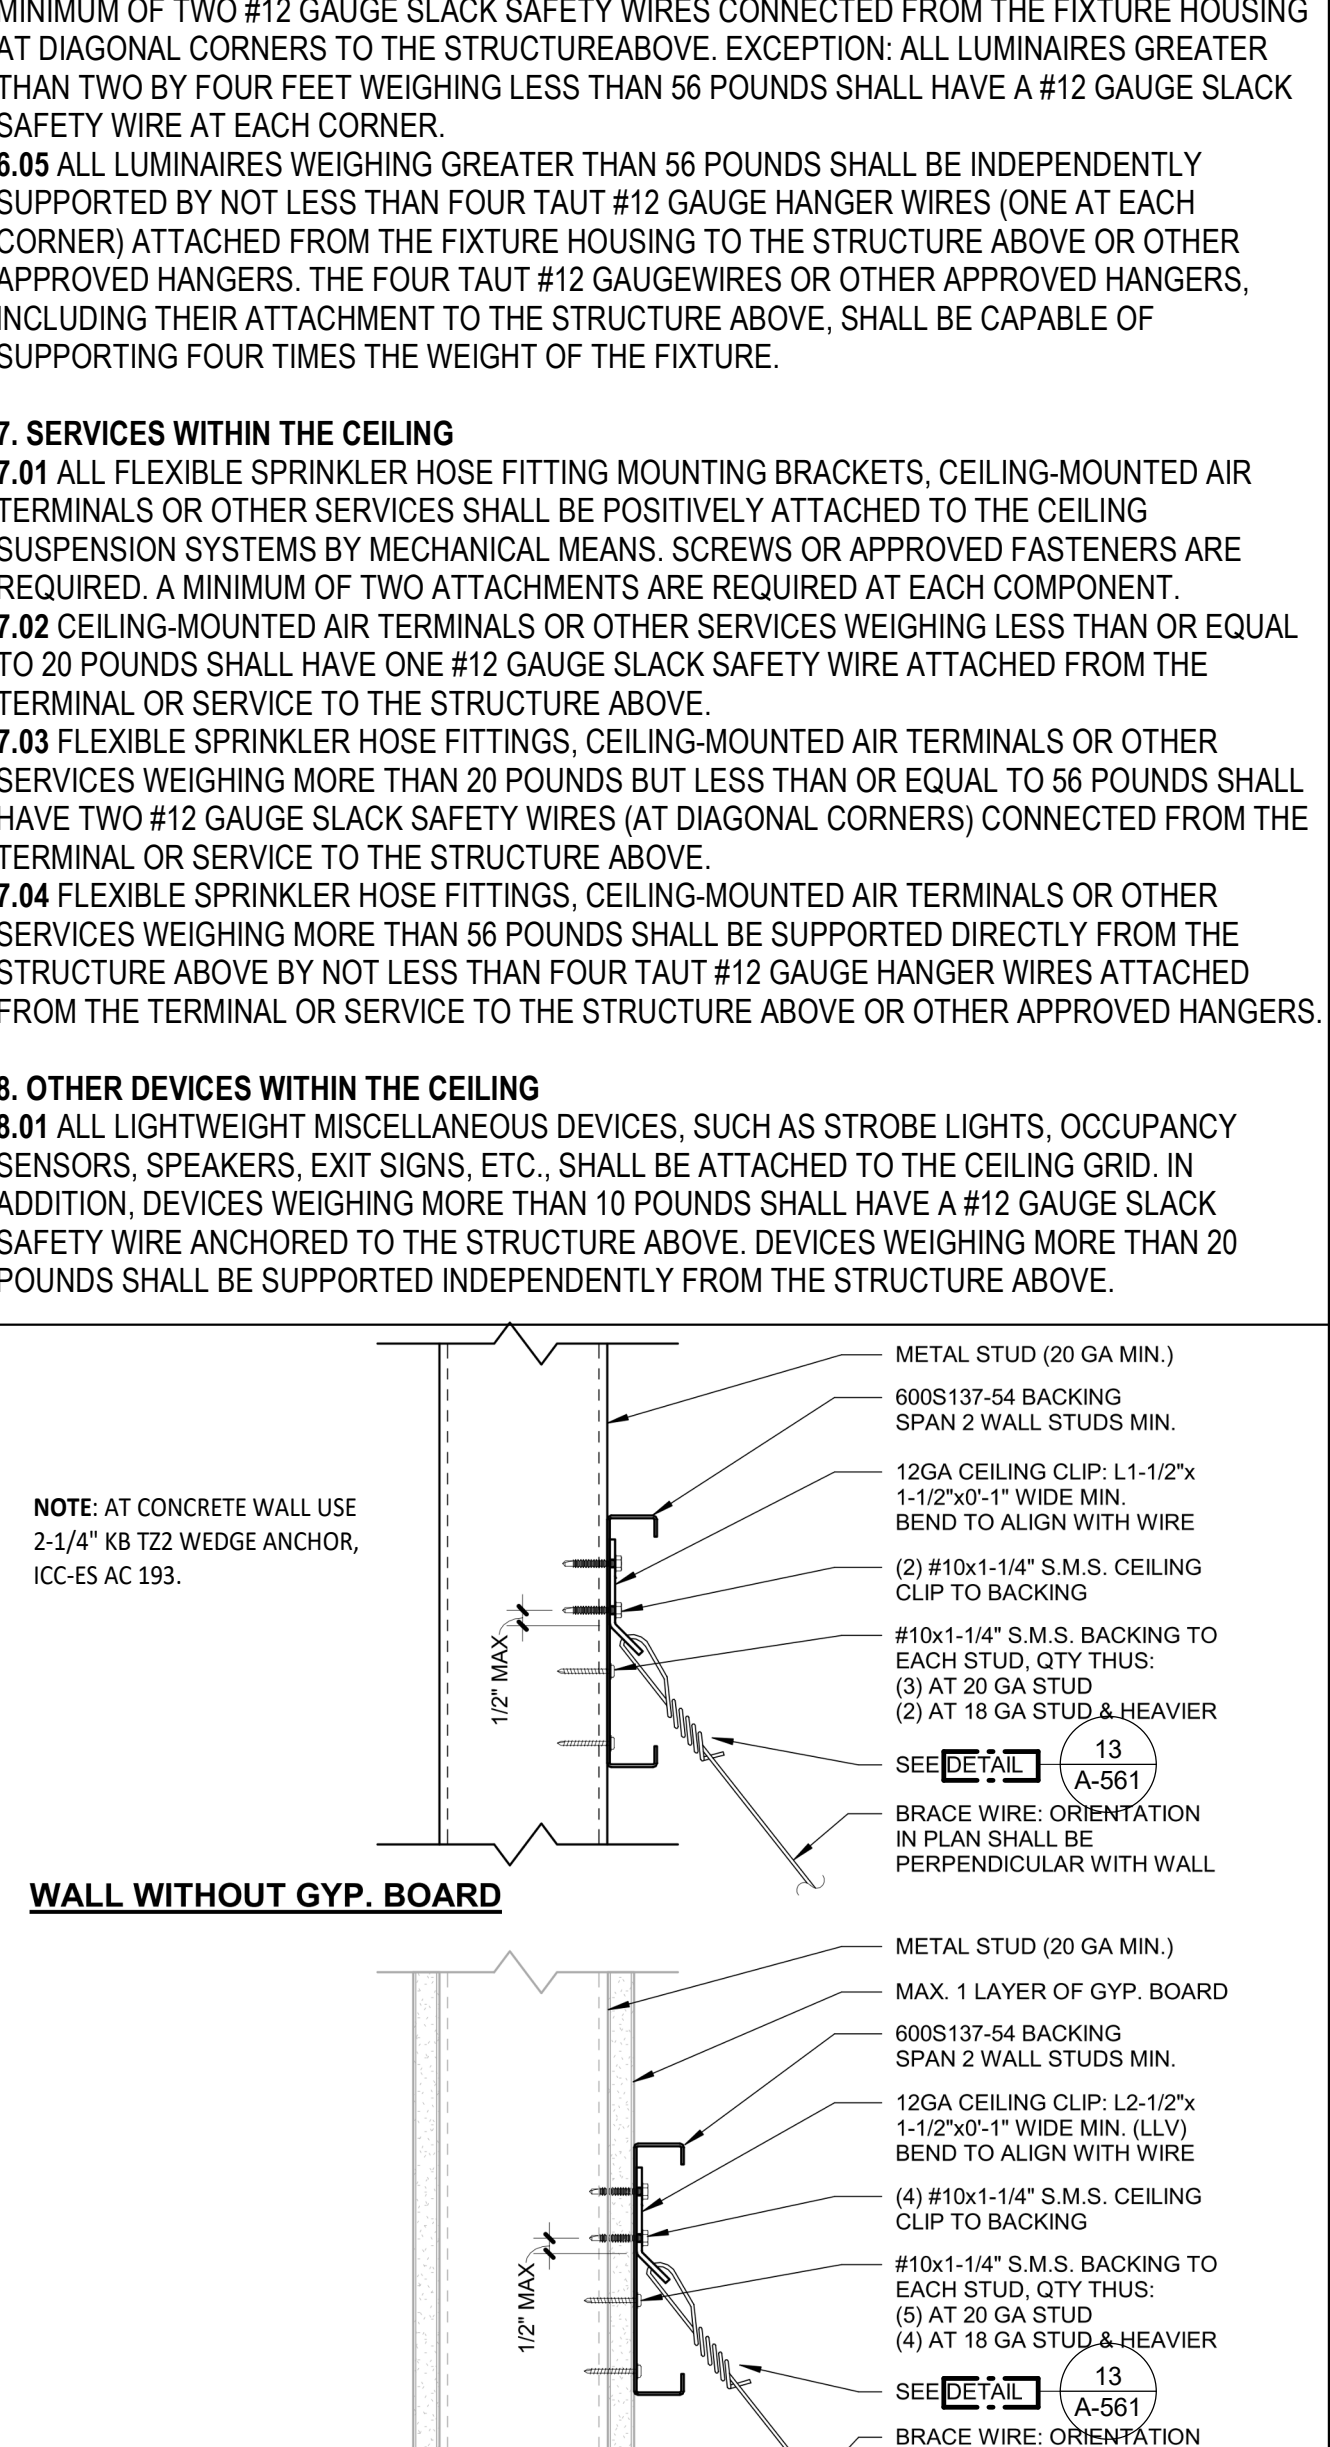 MINIMUM OF TWO #12 GAUGE SLACK SAFETY WIRES CONNECTED FROM THE FIXTURE HOUSING
AT DIAGONAL CORNERS TO THE STRUCTUREABOVE. EXCEPTION: ALL LUMINAIRES GREATER
THAN TWO BY FOUR FEET WEIGHING LESS THAN 56 POUNDS SHALL HAVE A #12 GAUGE SLACK
SAFETY WIRE AT EACH CORNER.
6.05 ALL LUMINAIRES WEIGHING GREATER THAN 56 POUNDS SHALL BE INDEPENDENTLY
SUPPORTED BY NOT LESS THAN FOUR TAUT #12 GAUGE HANGER WIRES (ONE AT EACH
CORNER) ATTACHED FROM THE FIXTURE HOUSING TO THE STRUCTURE ABOVE OR OTHER
APPROVED HANGERS. THE FOUR TAUT #12 GAUGEWIRES OR OTHER APPROVED HANGERS,
INCLUDING THEIR ATTACHMENT TO THE STRUCTURE ABOVE, SHALL BE CAPABLE OF
SUPPORTING FOUR TIMES THE WEIGHT OF THE FIXTURE.
7. SERVICES WITHIN THE CEILING
7.01 ALL FLEXIBLE SPRINKLER HOSE FITTING MOUNTING BRACKETS, CEILING-MOUNTED AIR
TERMINALS OR OTHER SERVICES SHALL BE POSITIVELY ATTACHED TO THE CEILING
SUSPENSION SYSTEMS BY MECHANICAL MEANS. SCREWS OR APPROVED FASTENERS ARE
REQUIRED. A MINIMUM OF TWO ATTACHMENTS ARE REQUIRED AT EACH COMPONENT.
7.02 CEILING-MOUNTED AIR TERMINALS OR OTHER SERVICES WEIGHING LESS THAN OR EQUAL
TO 20 POUNDS SHALL HAVE ONE #12 GAUGE SLACK SAFETY WIRE ATTACHED FROM THE
TERMINAL OR SERVICE TO THE STRUCTURE ABOVE.
7.03 FLEXIBLE SPRINKLER HOSE FITTINGS, CEILING-MOUNTED AIR TERMINALS OR OTHER
SERVICES WEIGHING MORE THAN 20 POUNDS BUT LESS THAN OR EQUAL TO 56 POUNDS SHALL
HAVE TWO #12 GAUGE SLACK SAFETY WIRES (AT DIAGONAL CORNERS) CONNECTED FROM THE
TERMINAL OR SERVICE TO THE STRUCTURE ABOVE.
7.04 FLEXIBLE SPRINKLER HOSE FITTINGS, CEILING-MOUNTED AIR TERMINALS OR OTHER
SERVICES WEIGHING MORE THAN 56 POUNDS SHALL BE SUPPORTED DIRECTLY FROM THE
STRUCTURE ABOVE BY NOT LESS THAN FOUR TAUT #12 GAUGE HANGER WIRES ATTACHED
FROM THE TERMINAL OR SERVICE TO THE STRUCTURE ABOVE OR OTHER APPROVED HANGERS.
8. OTHER DEVICES WITHIN THE CEILING
8.01 ALL LIGHTWEIGHT MISCELLANEOUS DEVICES, SUCH AS STROBE LIGHTS, OCCUPANCY
SENSORS, SPEAKERS, EXIT SIGNS, ETC., SHALL BE ATTACHED TO THE CEILING GRID. IN
ADDITION, DEVICES WEIGHING MORE THAN 10 POUNDS SHALL HAVE A #12 GAUGE SLACK
SAFETY WIRE ANCHORED TO THE STRUCTURE ABOVE. DEVICES WEIGHING MORE THAN 20
POUNDS SHALL BE SUPPORTED INDEPENDENTLY FROM THE STRUCTURE ABOVE.
NOTE: AT CONCRETE WALL USE
2-1/4" KB TZ2 WEDGE ANCHOR,
ICC-ES AC 193.
1/2" MAX
METAL STUD (20 GA MIN.)
600S137-54 BACKING
SPAN 2 WALL STUDS MIN.
12GA CEILING CLIP: L1-1/2"x
1-1/2"x0'-1" WIDE MIN.
BEND TO ALIGN WITH WIRE
(2) #10x1-1/4" S.M.S. CEILING
CLIP TO BACKING
#10x1-1/4" S.M.S. BACKING TO
EACH STUD, QTY THUS:
(3) AT 20 GA STUD
(2) AT 18 GA STUD & HEAVIER
SEE DETAIL
13
A-561
BRACE WIRE: ORIENTATION
IN PLAN SHALL BE
PERPENDICULAR WITH WALL
WALL WITHOUT GYP. BOARD
METAL STUD (20 GA MIN.)
MAX. 1 LAYER OF GYP. BOARD
600S137-54 BACKING
SPAN 2 WALL STUDS MIN.
12GA CEILING CLIP: L2-1/2"x
1-1/2"x0'-1" WIDE MIN. (LLV)
BEND TO ALIGN WITH WIRE
(4) #10x1-1/4" S.M.S. CEILING
CLIP TO BACKING
#10x1-1/4" S.M.S. BACKING TO
EACH STUD, QTY THUS:
(5) AT 20 GA STUD
(4) AT 18 GA STUD & HEAVIER
1/2" MAX
SEE DETAIL
13
A-561
BRACE WIRE: ORIENTATION